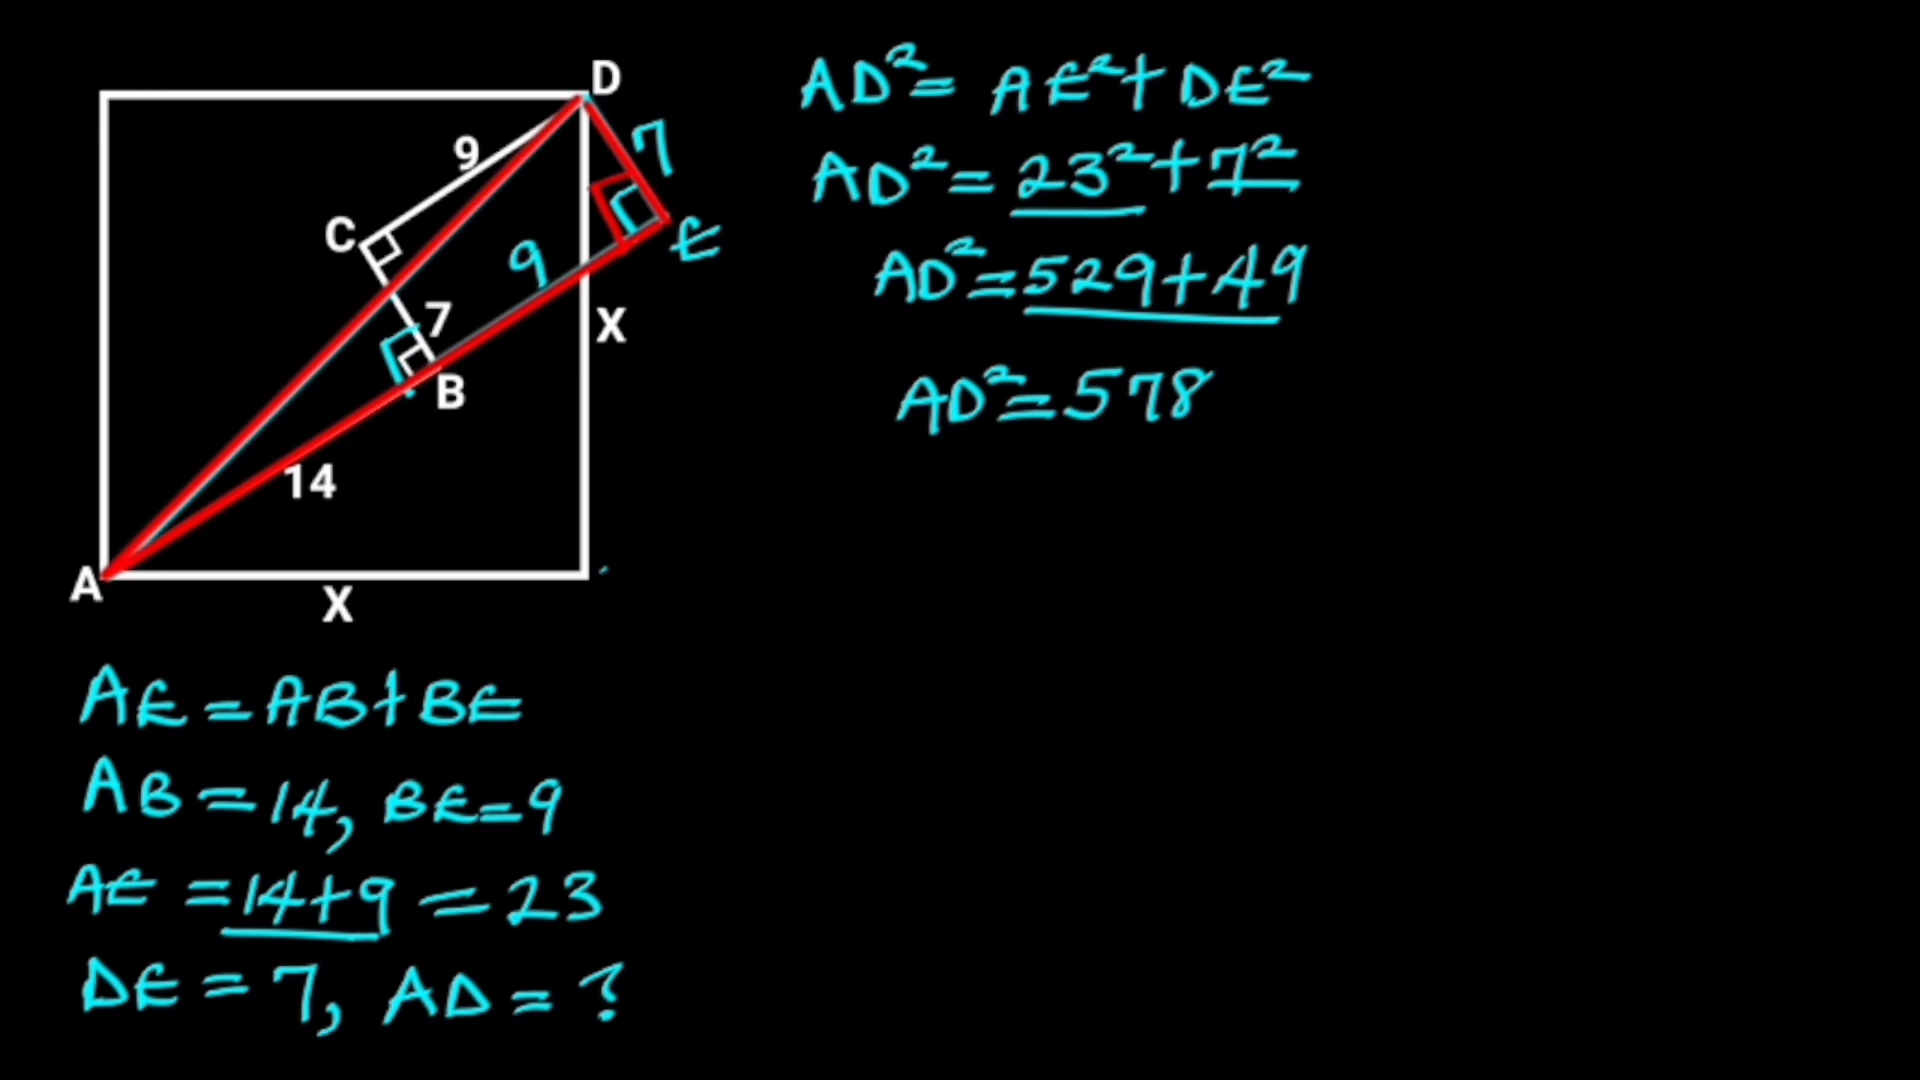 D
9
7
C
9
E
7
X
B
14
A
X
AD²= AE²+DE²
AD²=23²+7²
AD²=529+49
AD²=578
AE=AB+BE
AB=14, BE=9
AE=14+9=23
DE=7, AD=?